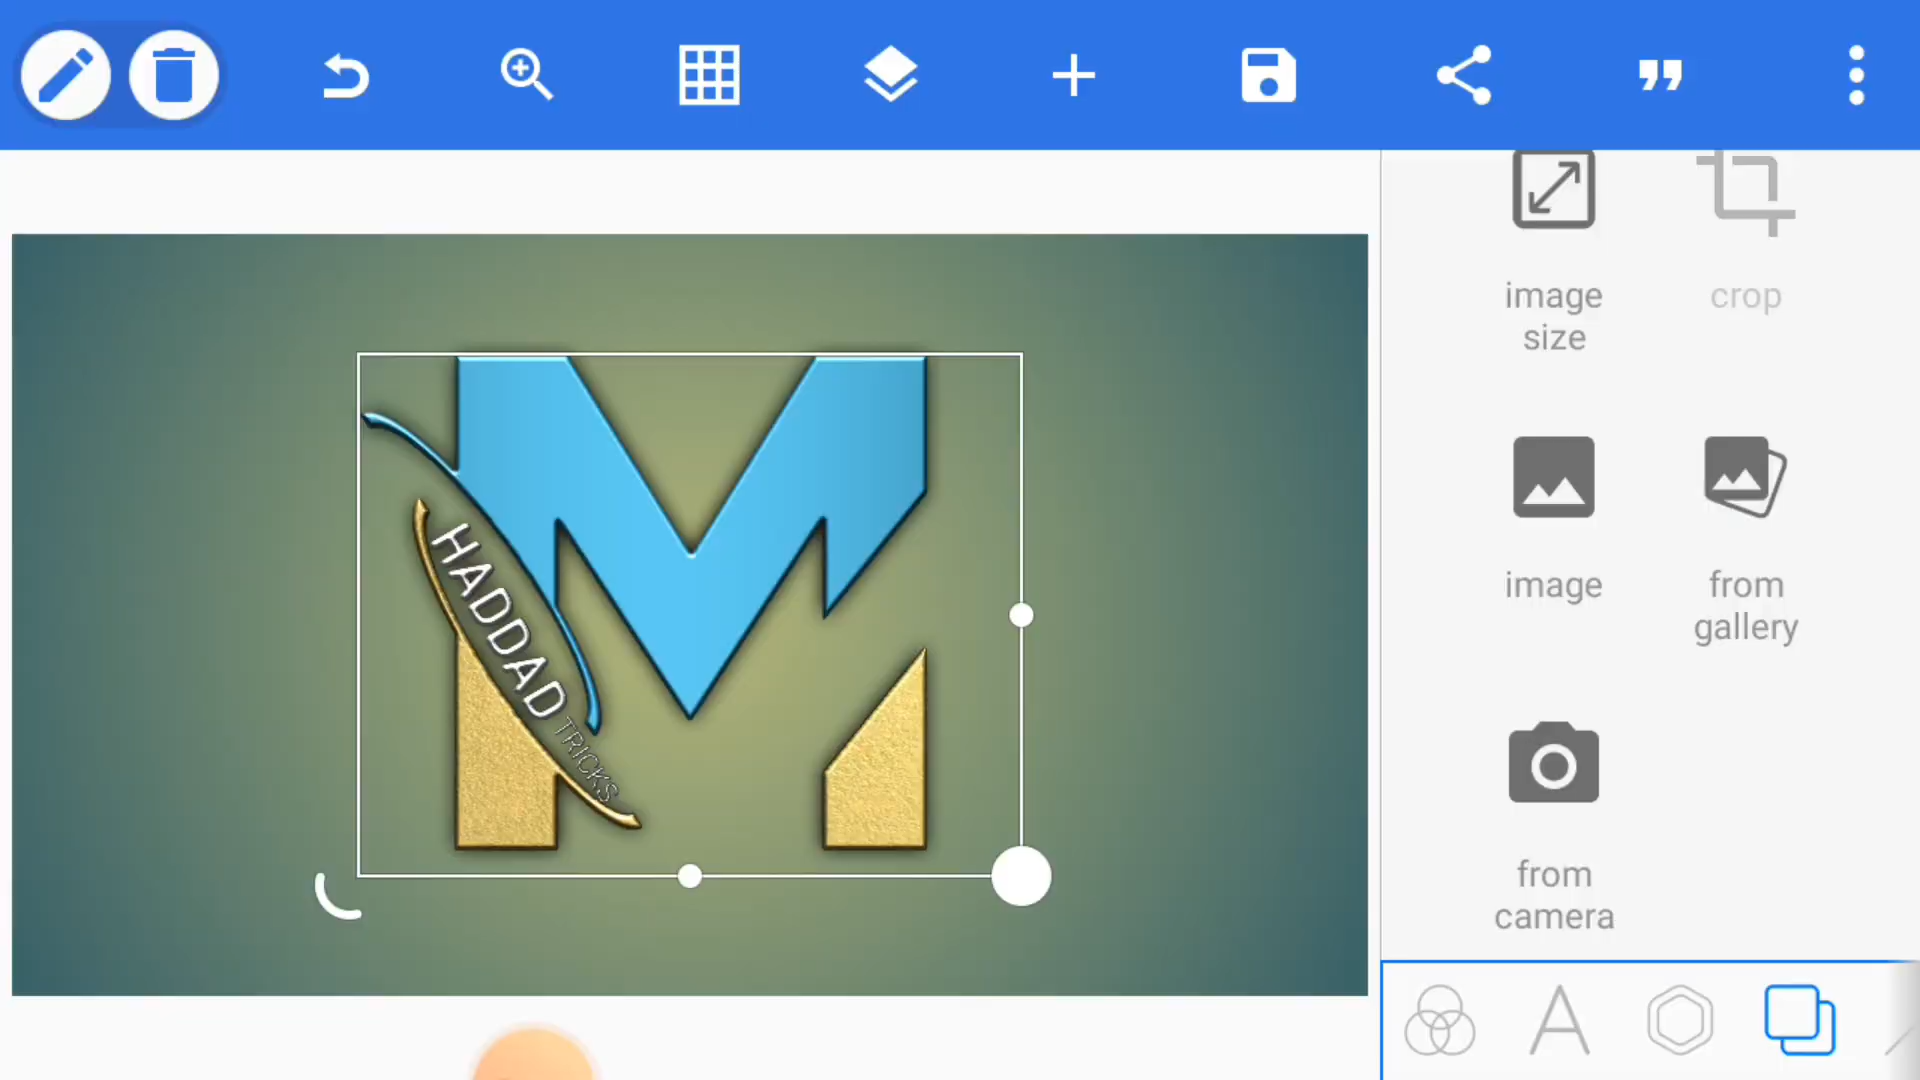 image
size
crop
M
HADDAD
TRICKS
image
from
gallery
from
camera